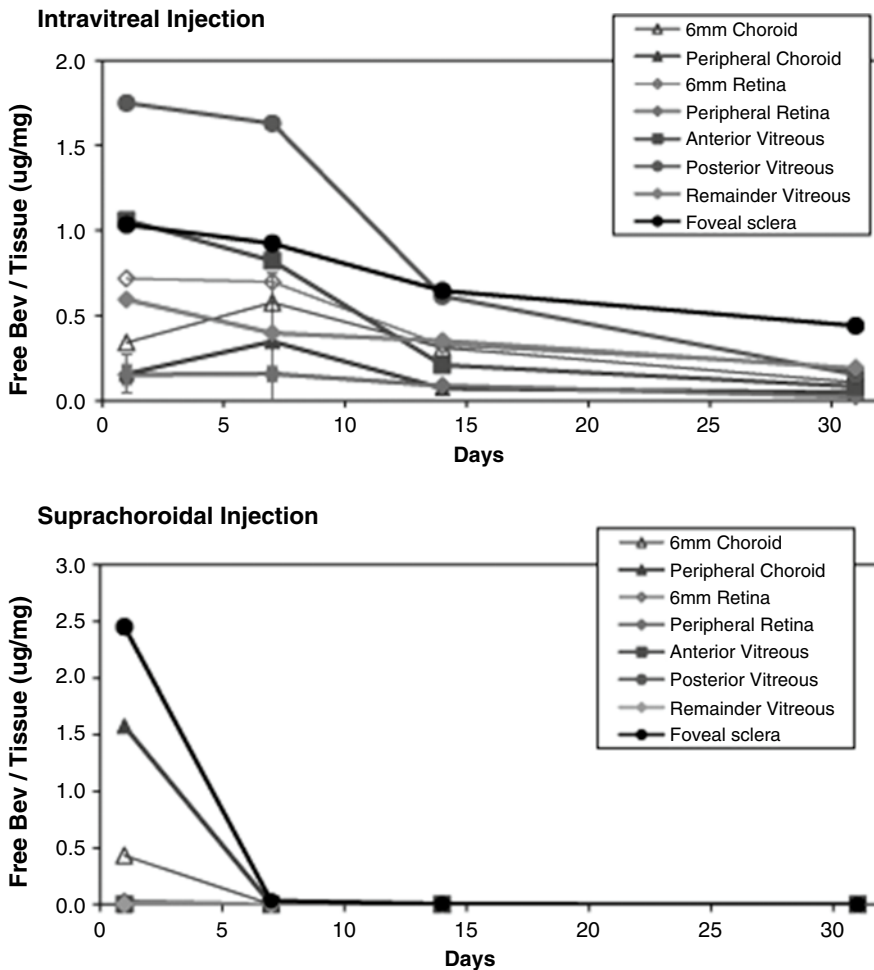 Intravitreal Injection
Free Bev / Tissue (ug/mg)
2.0
1.5
1.0
0.5
0.0
0
5
10
15
20
25
30
Days
6mm Choroid
Peripheral Choroid
6mm Retina
Peripheral Retina
Anterior Vitreous
Posterior Vitreous
Remainder Vitreous
Foveal sclera
Suprachoroidal Injection
Free Bev / Tissue (ug/mg)
3.0
2.5
2.0
1.5
1.0
0.5
0.0
0
5
10
15
20
25
30
Days
6mm Choroid
Peripheral Choroid
6mm Retina
Peripheral Retina
Anterior Vitreous
Posterior Vitreous
Remainder Vitreous
Foveal sclera